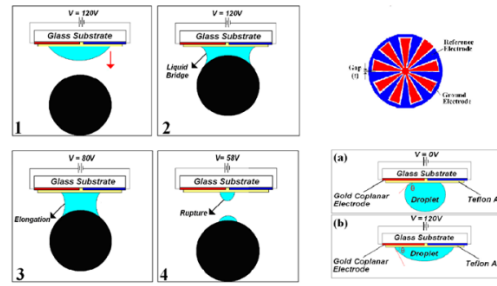 V = 120V
Glass Substrate
1
V = 120V
Glass Substrate
Liquid
Bridge
2
Reference
Electrode
Gap
Ground
Electrode
V = 80V
Glass Substrate
Elongation
3
V = 58V
Glass Substrate
Rupture
4
(a)
V = 0V
Glass Substrate
Gold Coplanar
Electrode
Droplet
Teflon A
(b)
V = 120V
Glass Substrate
Gold Coplanar
Electrode
Droplet
Teflon A